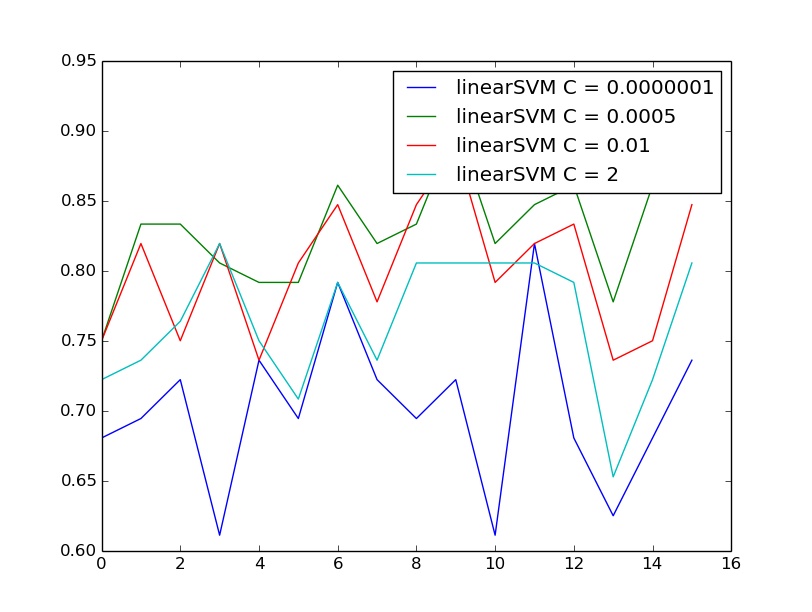 0.95
0.90
0.85
0.80
0.75
0.70
0.65
0.60
0 2 4 6 8 10 12 14 16
linearSVM C = 0.0000001
linearSVM C = 0.0005
linearSVM C = 0.01
linearSVM C = 2